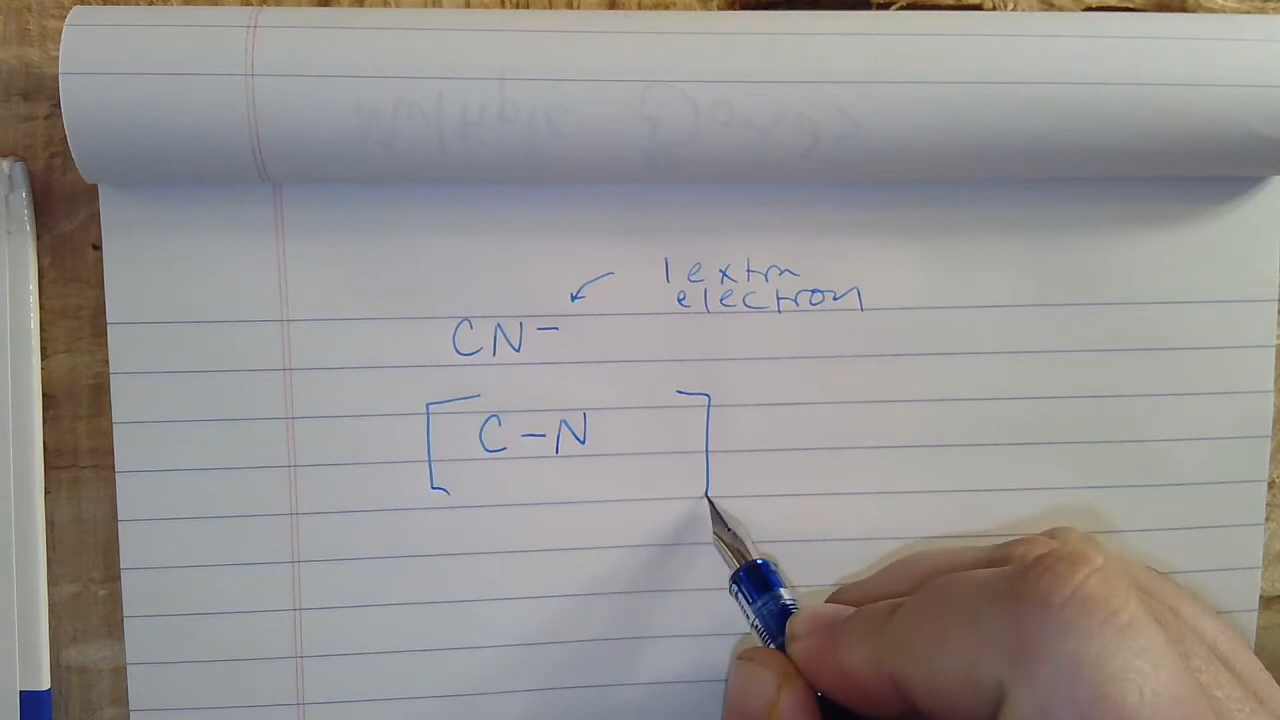 1 extra
electron
CN⁻
[C-N]